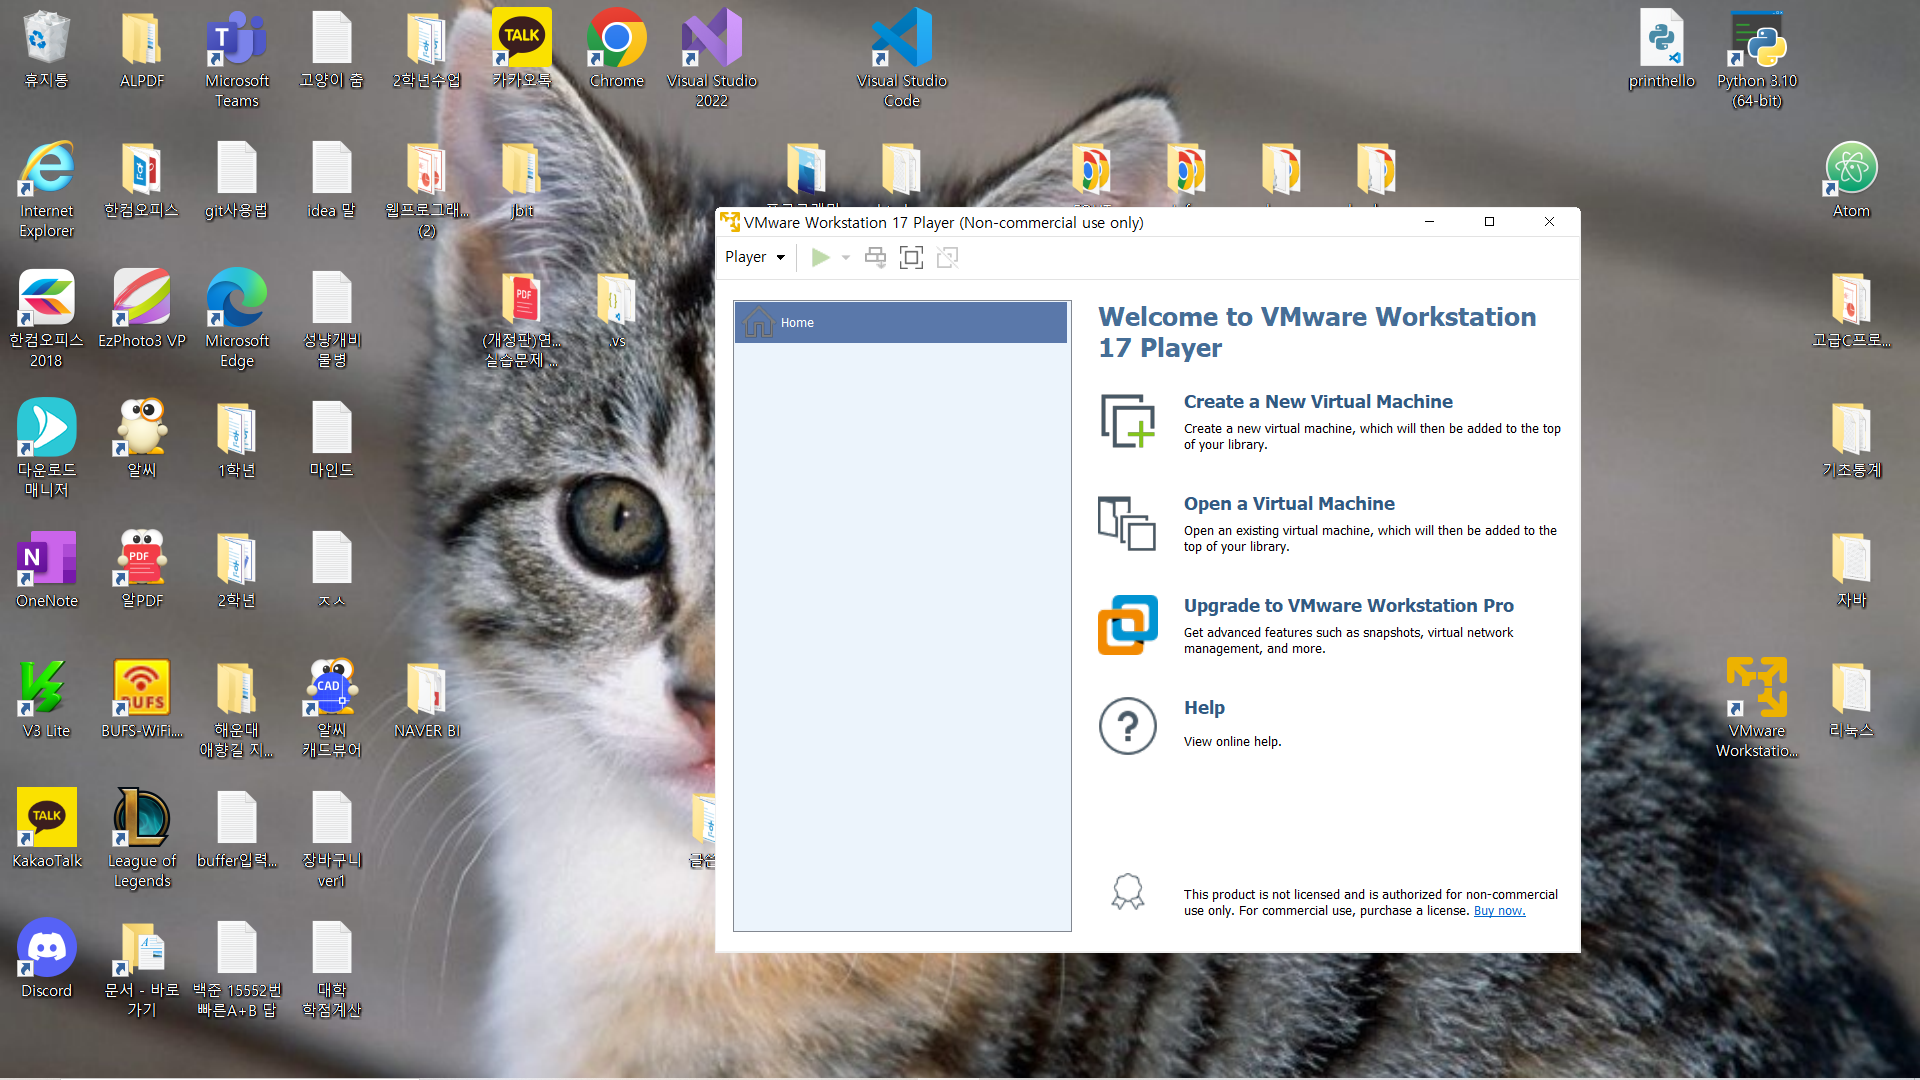 휴지통
ALPDF
Microsoft
Teams
고양이 줌
2학년수업
TALK
카카오톡
Chrome
Visual Studio
2022
Visual Studio
Code
printhello
Python 3.10
(64-bit)
Internet
Explorer
한컴오피스
git사용법
idea 말
웹프로그래...
(2)
jbit
Atom
VMware Workstation 17 Player (Non-commercial use only)
Player
한컴오피스
2018
EzPhoto3 VP
Microsoft
Edge
성냥개비
물병
PDF
(개정판)연...
실습문제 ...
.vs
고급C프로...
Home
Welcome to VMware Workstation
17 Player
Create a New Virtual Machine
Create a new virtual machine, which will then be added to the top
of your library.
다운로드
매니저
알씨
1학년
마인드
기초통계
Open a Virtual Machine
Open an existing virtual machine, which will then be added to the
top of your library.
N
OneNote
PDF
알PDF
2학년
ㅈㅅ
자바
Upgrade to VMware Workstation Pro
Get advanced features such as snapshots, virtual network
management, and more.
V3 Lite
BUFS
BUFS-WiFi....
해운대
애향길 지...
CAD
알씨
캐드뷰어
NAVER BI
VMware
Workstatio...
리눅스
Help
View online help.
TALK
KakaoTalk
League of
Legends
buffer입력...
장바구니
ver1
This product is not licensed and is authorized for non-commercial
use only. For commercial use, purchase a license. Buy now.
Discord
문서 - 바로
가기
백준 15552번
빠른A+B 답
대학
학점계산